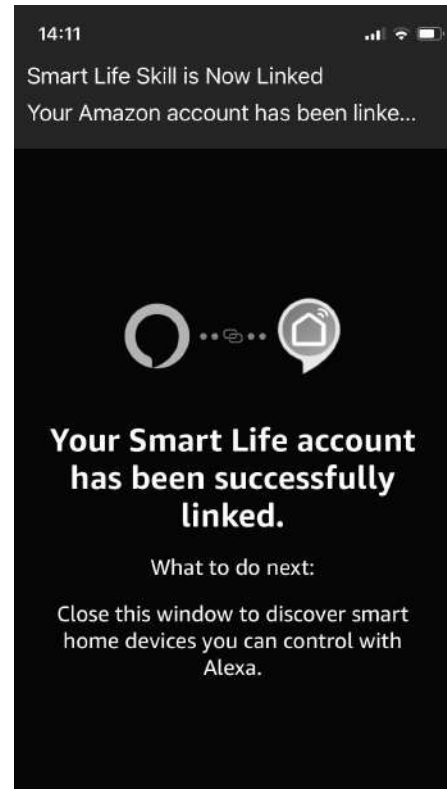 14:11
Smart Life Skill is Now Linked
Your Amazon account has been linke...
Your Smart Life account
has been successfully
linked.
What to do next:
Close this window to discover smart
home devices you can control with
Alexa.